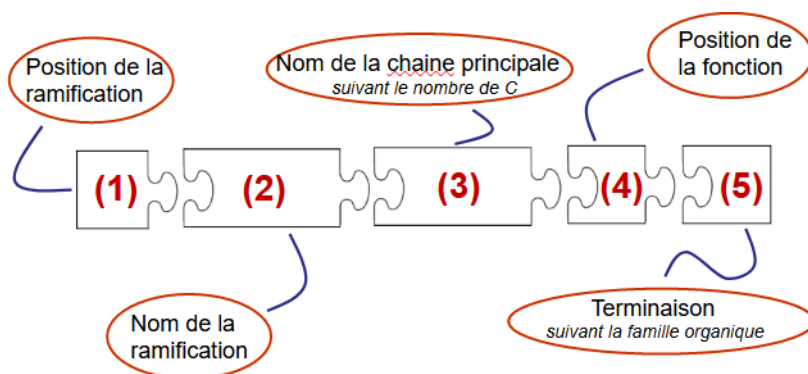 Position de la
ramification
Nom de la chaine principale
suivant le nombre de C
Position de
la fonction
(1)
(2)
(3)
(4)
(5)
Nom de la
ramification
Terminaison
suivant la famille organique